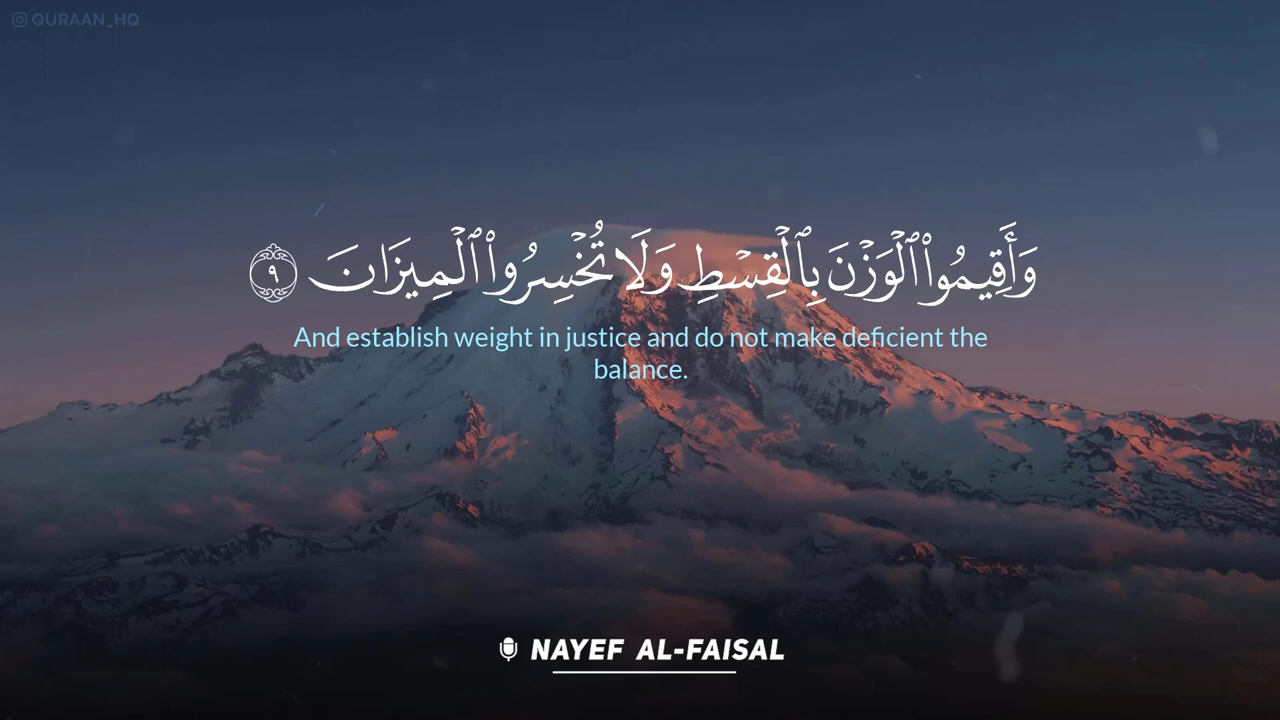 QURAAN_HQ
وَأَقِيمُواْ ٱلْوَزْنَ بِٱلْقِسْطِ وَلَا تُخْسِرُواْ ٱلْمِيزَانَ ٩
And establish weight in justice and do not make deficient the
balance.
NAYEF AL-FAISAL